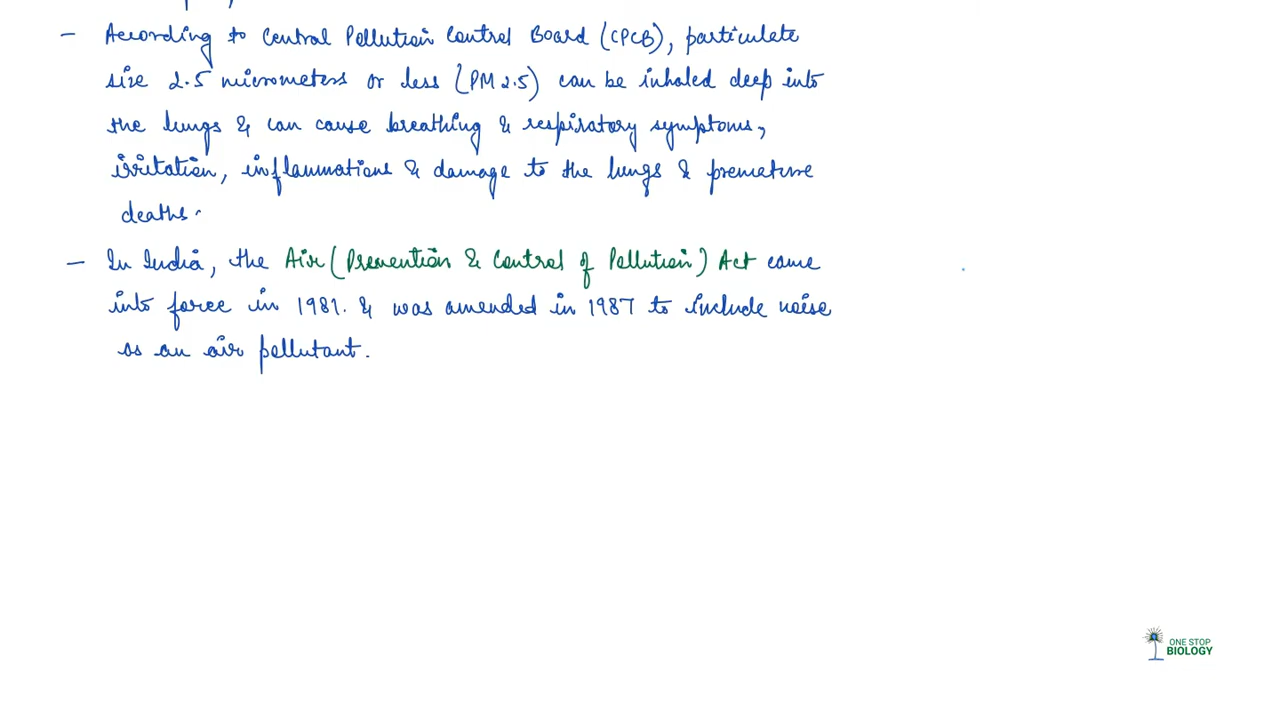 - According to Central Pollution Control Board (CPCB), particulate
size 2.5 micrometers or less (PM 2.5) can be inhaled deep into
the lungs & can cause breathing & respiratory symptoms,
irritation, inflammations & damage to the lungs & premature
deaths.
- In India, the Air (Prevention & Control of Pollution) Act came
into force in 1981. & was amended in 1987 to include noise
as an air pollutant.
ONE STOP
BIOLOGY